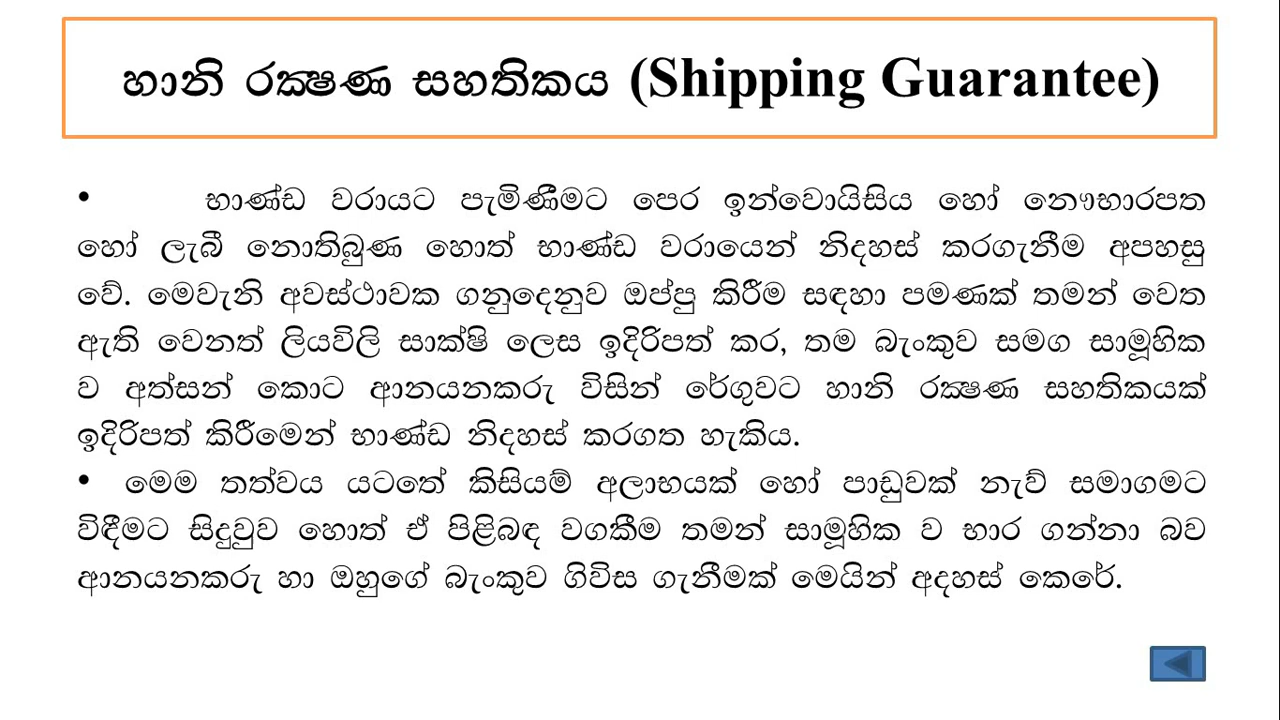 හානි රක්‍ෂණ සහතිකය (Shipping Guarantee)
• භාණ්ඩ වරායට පැමිණීමට පෙර ඉන්වොයිසිය හෝ නෞභාරපත
හෝ ලැබී නොතිබුණ හොත් භාණ්ඩ වරායෙන් නිදහස් කරගැනීම අපහසු
වේ. මෙවැනි අවස්ථාවක ගනුදෙනුව ඔප්පු කිරීම සඳහා පමණක් තමන් වෙත
ඇති වෙනත් ලියවිලි සාක්ෂි ලෙස ඉදිරිපත් කර, තම බැංකුව සමග සාමූහික
ව අත්සන් කොට ආනයනකරු විසින් රේගුවට හානි රක්‍ෂණ සහතිකයක්
ඉදිරිපත් කිරීමෙන් භාණ්ඩ නිදහස් කරගත හැකිය.
• මෙම තත්වය යටතේ කිසියම් අලාභයක් හෝ පාඩුවක් නැව් සමාගමට
විඳීමට සිදුවුව හොත් ඒ පිළිබඳ වගකීම තමන් සාමූහික ව භාර ගන්නා බව
ආනයනකරු හා ඔහුගේ බැංකුව ගිවිස ගැනීමක් මෙයින් අදහස් කෙරේ.